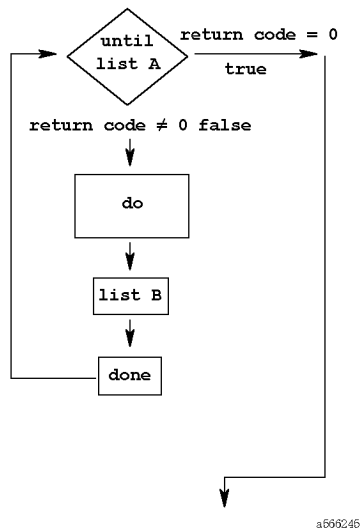 until
list A
return code = 0
true
return code ≠ 0 false
do
list B
done
a566245